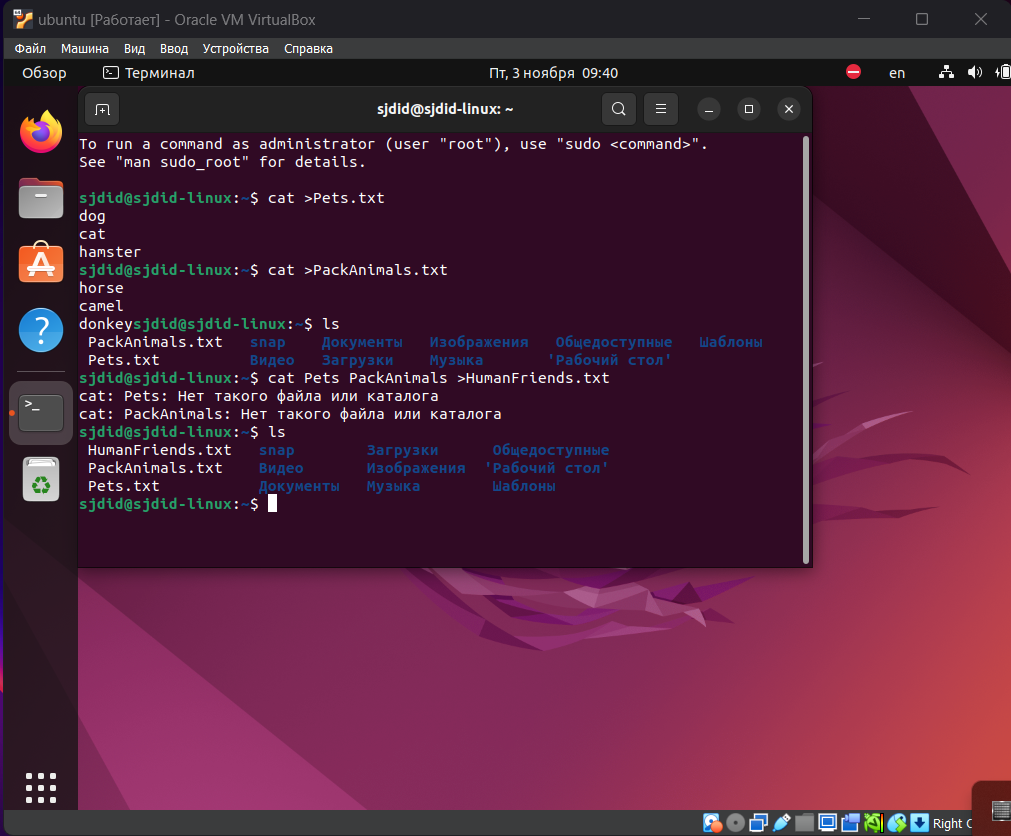 ubuntu [Работает] - Oracle VM VirtualBox
Файл Машина Вид Ввод Устройства Справка
Обзор Терминал Пт, 3 ноября 09:40 en
sjdid@sjdid-linux: ~
To run a command as administrator (user "root"), use "sudo <command>".
See "man sudo_root" for details.
sjdid@sjdid-linux:~$ cat >Pets.txt
dog
cat
hamster
sjdid@sjdid-linux:~$ cat >PackAnimals.txt
horse
camel
donkeysjdid@sjdid-linux:~$ ls
PackAnimals.txt snap Документы Изображения Общедоступные Шаблоны
Pets.txt Видео Загрузки Музыка 'Рабочий стол'
sjdid@sjdid-linux:~$ cat Pets PackAnimals >HumanFriends.txt
cat: Pets: Нет такого файла или каталога
cat: PackAnimals: Нет такого файла или каталога
sjdid@sjdid-linux:~$ ls
HumanFriends.txt snap Загрузки Общедоступные
PackAnimals.txt Видео Изображения 'Рабочий стол'
Pets.txt Документы Музыка Шаблоны
sjdid@sjdid-linux:~$
Right C